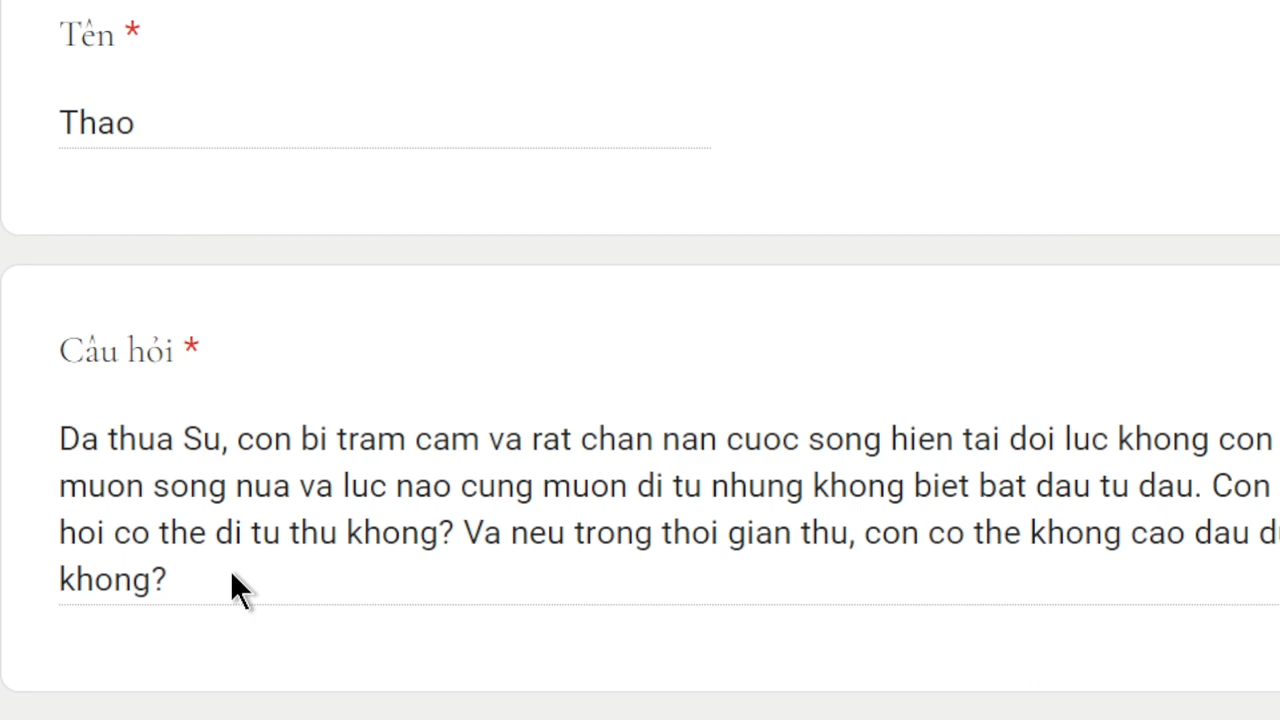 Tên *
Thao
Câu hỏi *
Da thua Su, con bi tram cam va rat chan nan cuoc song hien tai doi luc khong con
muon song nua va luc nao cung muon di tu nhung khong biet bat dau tu dau. Con
hoi co the di tu thu khong? Va neu trong thoi gian thu, con co the khong cao dau
khong?